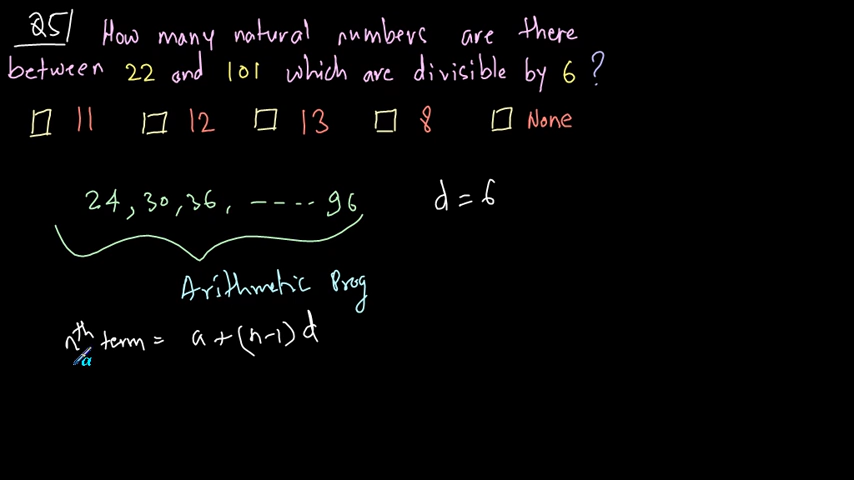 Q5/ How many natural numbers are there
between 22 and 101 which are divisible by 6 ?
11 12 13 8 None
24, 30, 36, ---... 96 d = 6
Arithmetic Prog
nth term = a + (n-1) d
a